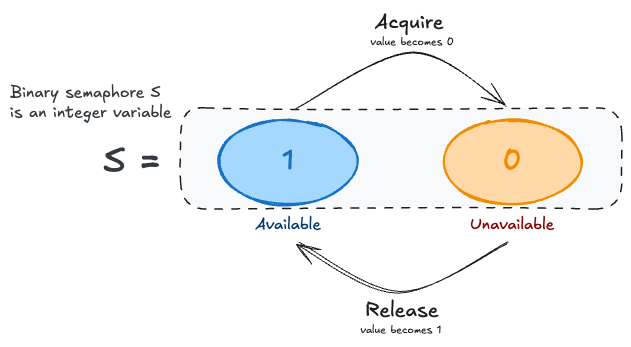 Acquire
value becomes 0
Binary semaphore S
is an integer variable
S =
1
0
Available
Unavailable
Release
value becomes 1